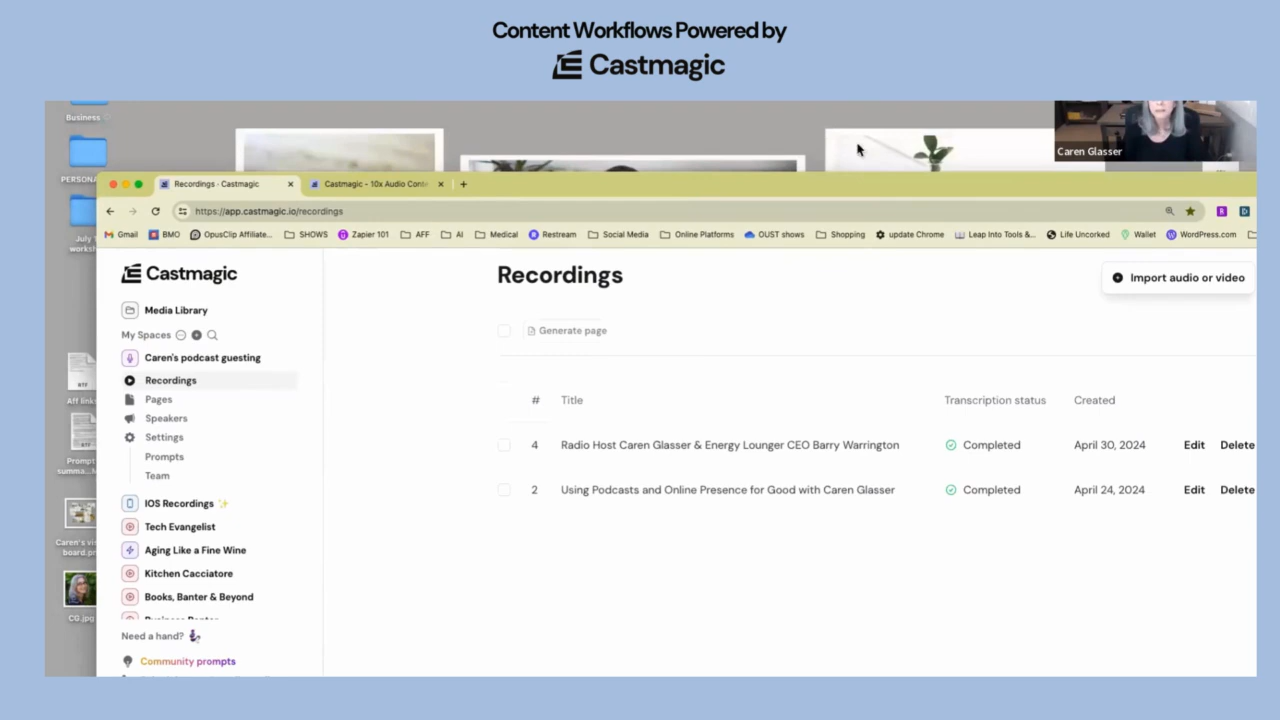 Content Workflows Powered by
Castmagic
Business
PERSONA
July 1
worksh
RTF
Aff links
RTF
Prompt
summa...
Caren's vis
board.pn
CG.jpg
Caren Glasser
Recordings - Castmagic
Castmagic - 10x Audio Conte
https://app.castmagic.io/recordings
Gmail BMO OpusClip Affiliate... SHOWS Zapier 101 AFF AI Medical Restream Social Media Online Platforms OUST shows Shopping update Chrome Leap Into Tools &... Life Uncorked Wallet WordPress.com
Castmagic
Media Library
My Spaces
Caren's podcast guesting
Recordings
Pages
Speakers
Settings
Prompts
Team
IOS Recordings
Tech Evangelist
Aging Like a Fine Wine
Kitchen Cacciatore
Books, Banter & Beyond
Need a hand?
Community prompts
Recordings
Import audio or video
Generate page
# Title Transcription status Created
4 Radio Host Caren Glasser & Energy Lounger CEO Barry Warrington Completed April 30, 2024 Edit Delete
2 Using Podcasts and Online Presence for Good with Caren Glasser Completed April 24, 2024 Edit Delete